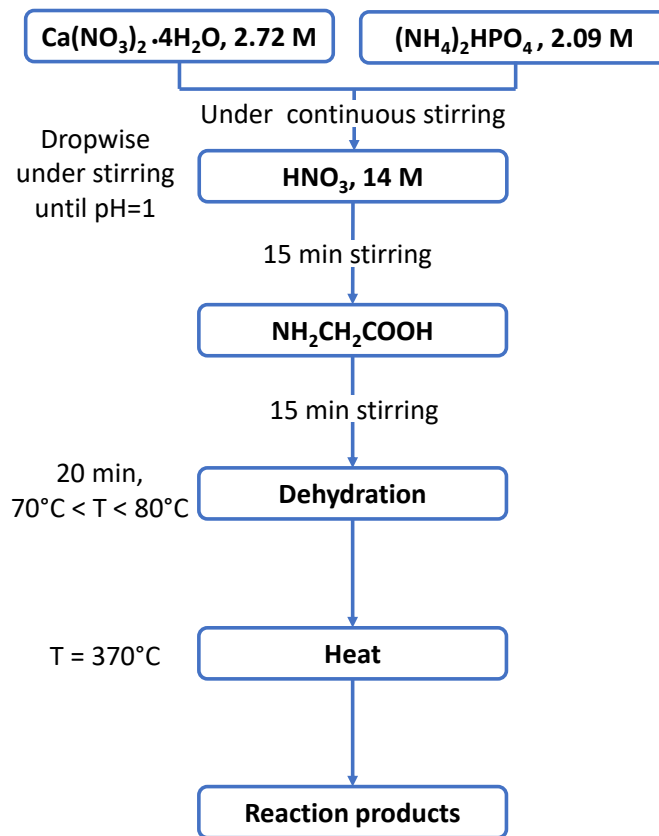 Ca(NO₃)₂ ·4H₂O, 2.72 M
(NH₄)₂HPO₄ , 2.09 M
Under continuous stirring
Dropwise
under stirring
until pH=1
HNO₃, 14 M
15 min stirring
NH₂CH₂COOH
15 min stirring
20 min,
70°C < T < 80°C
Dehydration
T = 370°C
Heat
Reaction products